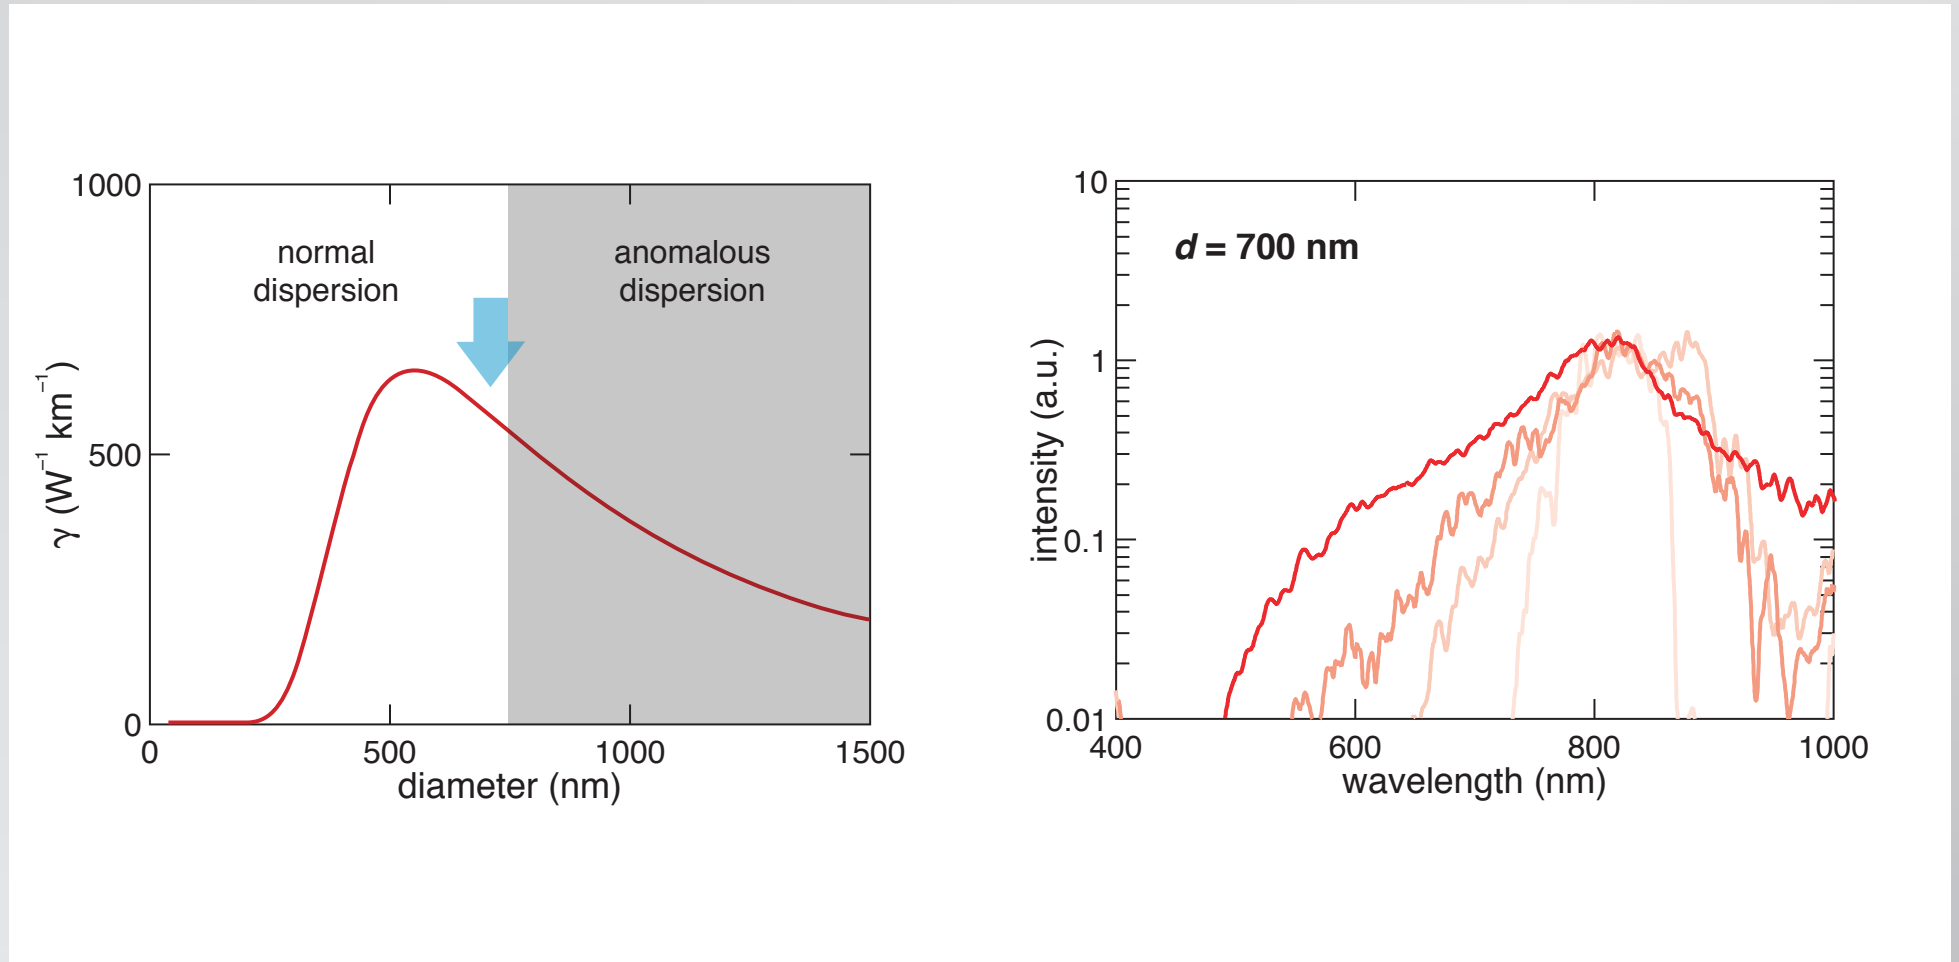 1000
500
0
0
500
1000
1500
normal
dispersion
anomalous
dispersion
γ (W⁻¹ km⁻¹)
diameter (nm)
10
1
0.1
0.01
400
600
800
1000
d = 700 nm
intensity (a.u.)
wavelength (nm)